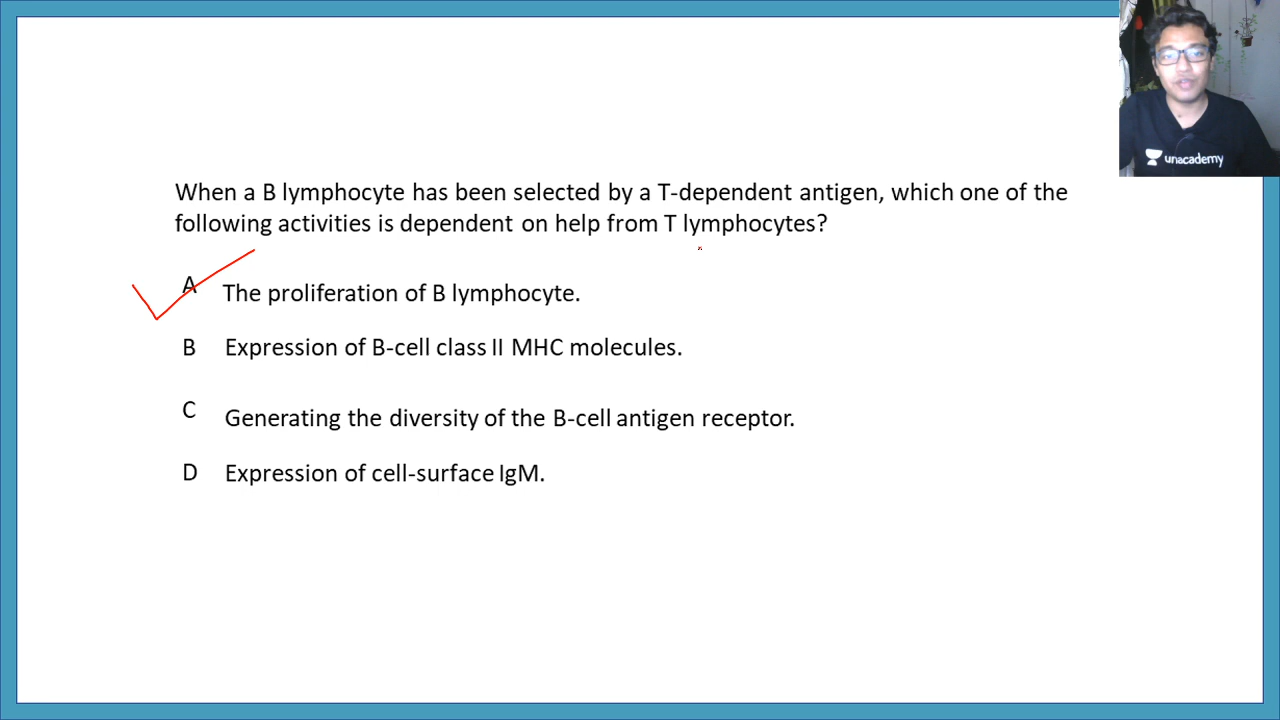 unacademy
When a B lymphocyte has been selected by a T-dependent antigen, which one of the
following activities is dependent on help from T lymphocytes?
A The proliferation of B lymphocyte.
B Expression of B-cell class II MHC molecules.
C Generating the diversity of the B-cell antigen receptor.
D Expression of cell-surface IgM.